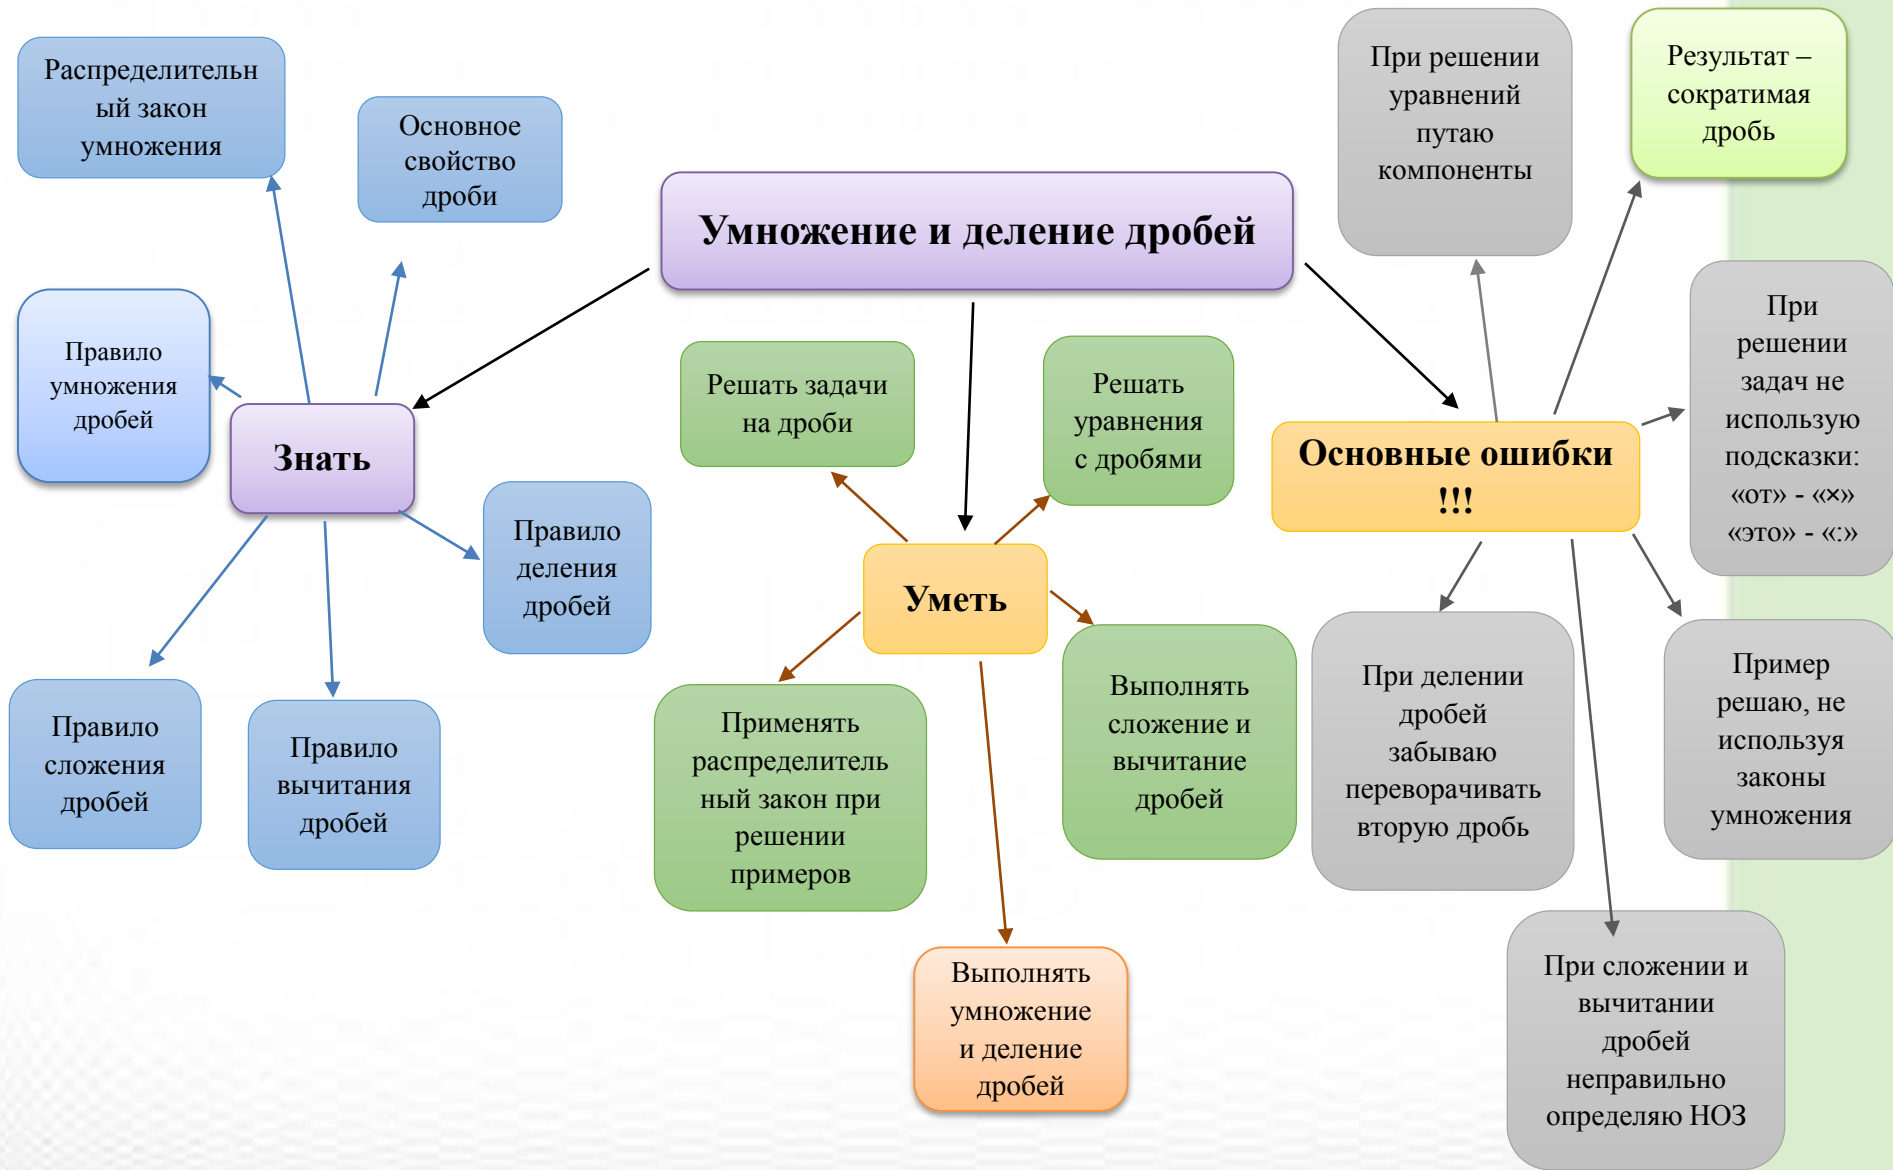 Умножение и деление дробей
Знать
Распределительн
ый закон
умножения
Основное
свойство
дроби
Правило
умножения
дробей
Правило
деления
дробей
Правило
сложения
дробей
Правило
вычитания
дробей
Уметь
Решать задачи
на дроби
Решать
уравнения
с дробями
Применять
распределитель
ный закон при
решении
примеров
Выполнять
сложение и
вычитание
дробей
Выполнять
умножение
и деление
дробей
Основные ошибки
!!!
При решении
уравнений
путаю
компоненты
Результат –
сократимая
дробь
При
решении
задач не
использую
подсказки:
«от» - «×»
«это» - «:»
При делении
дробей
забываю
переворачивать
вторую дробь
Пример
решаю, не
используя
законы
умножения
При сложении и
вычитании
дробей
неправильно
определяю НОЗ